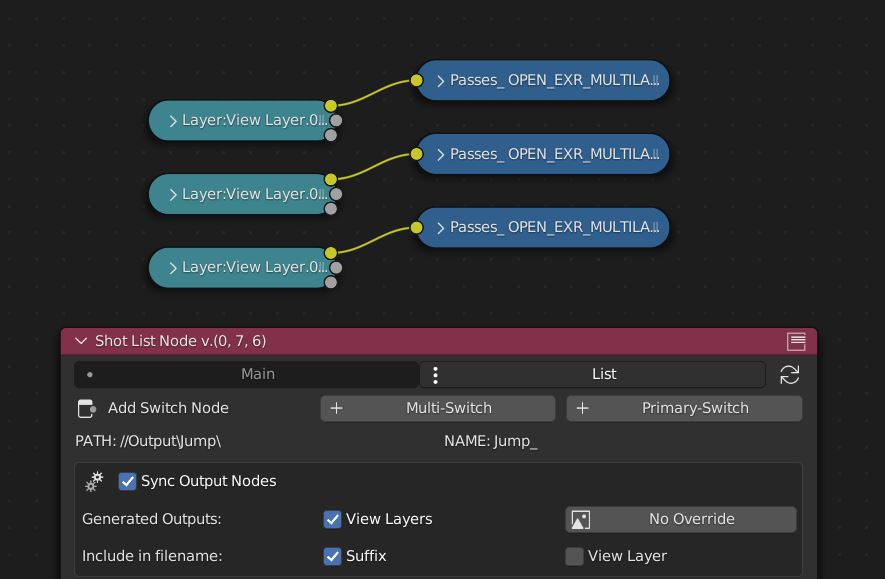 Passes_ OPEN_EXR_MULTILA...
Layer:View Layer.0...
Passes_ OPEN_EXR_MULTILA...
Layer:View Layer.0...
Passes_ OPEN_EXR_MULTILA...
Layer:View Layer.0...
Shot List Node v.(0, 7, 6)
Main List
Add Switch Node + Multi-Switch + Primary-Switch
PATH: //Output\Jump\ NAME: Jump_
Sync Output Nodes
Generated Outputs: View Layers No Override
Include in filename: Suffix View Layer